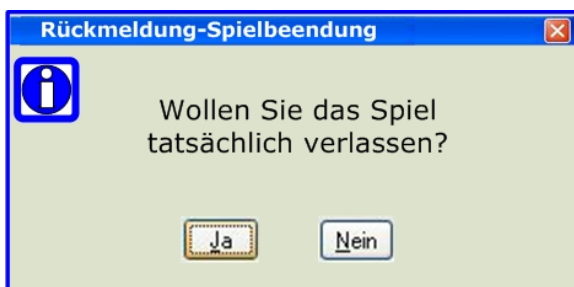 Rückmeldung-Spielbeendung
Wollen Sie das Spiel
tatsächlich verlassen?
Ja
Nein